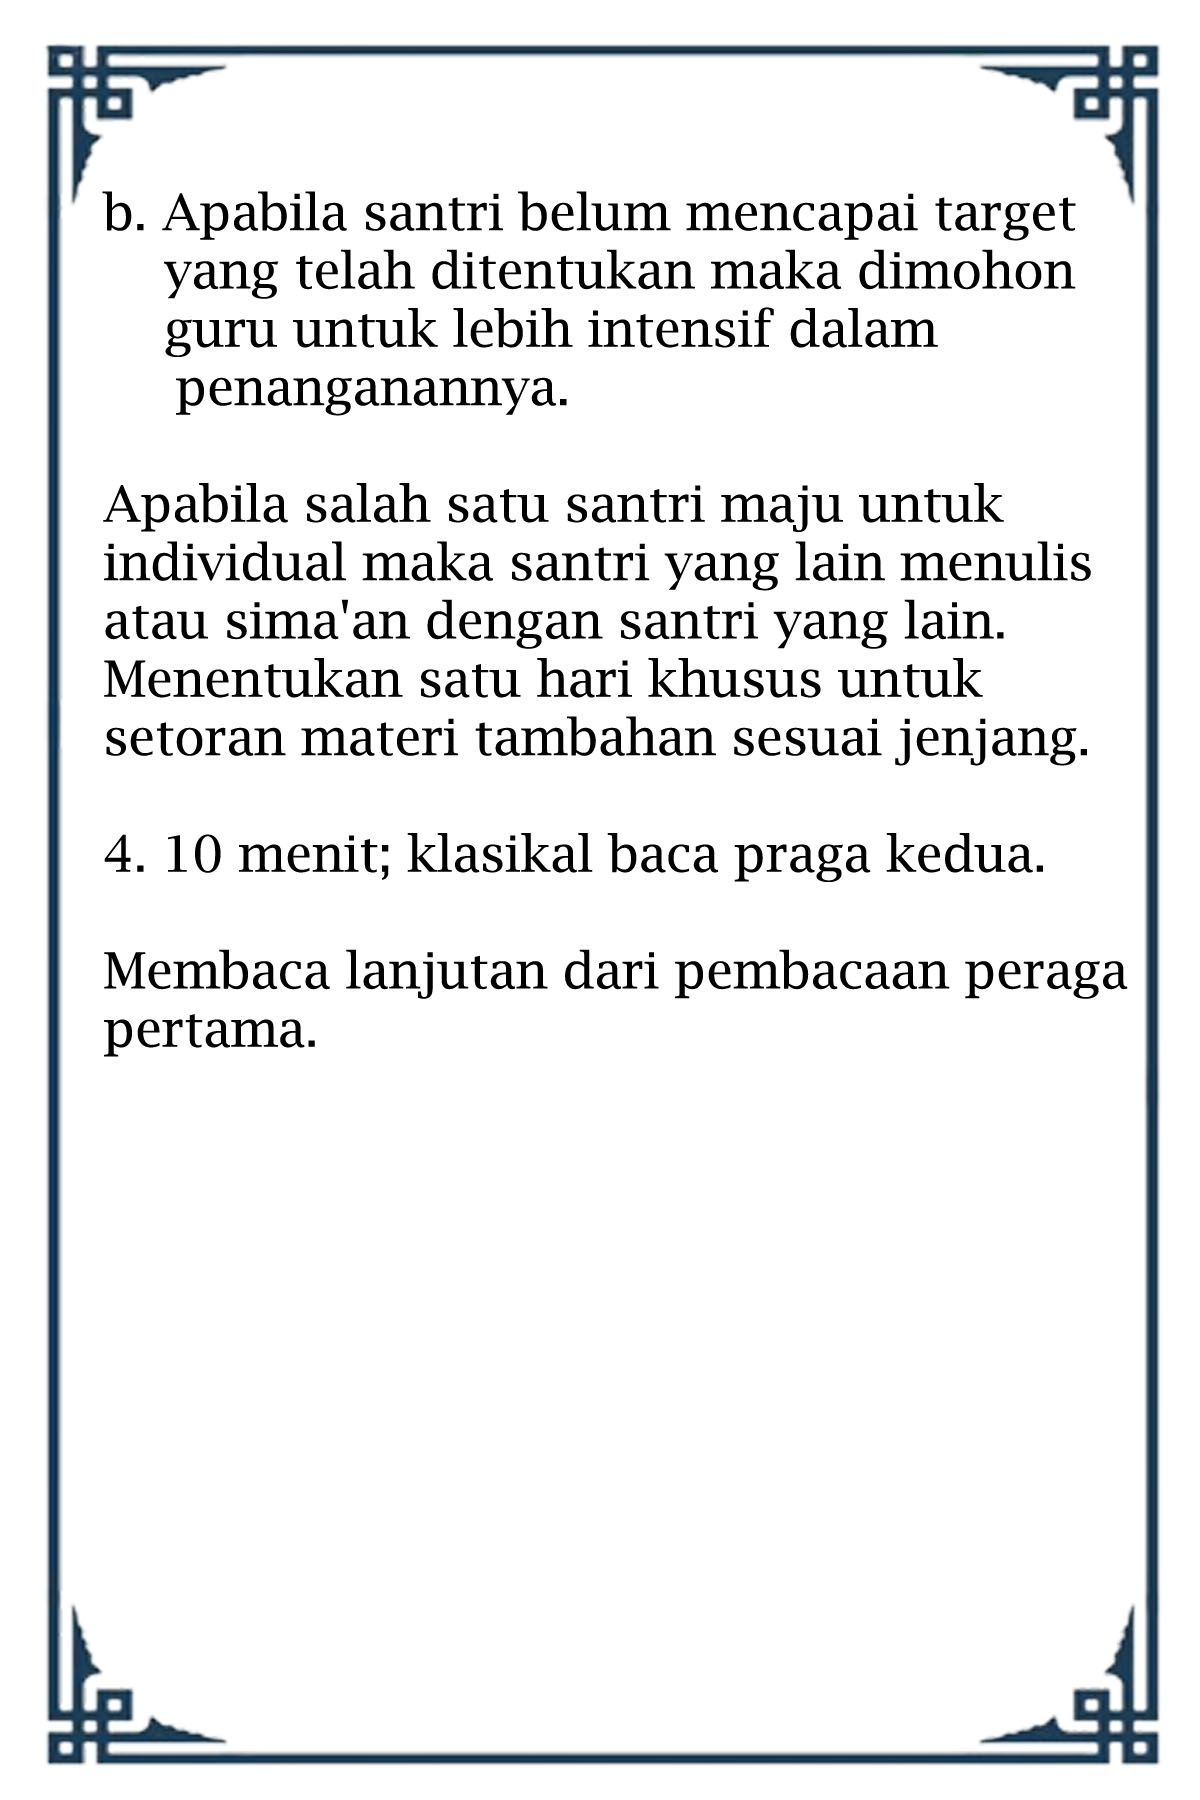 b. Apabila santri belum mencapai target
yang telah ditentukan maka dimohon
guru untuk lebih intensif dalam
penanganannya.
Apabila salah satu santri maju untuk
individual maka santri yang lain menulis
atau sima'an dengan santri yang lain.
Menentukan satu hari khusus untuk
setoran materi tambahan sesuai jenjang.
4. 10 menit; klasikal baca praga kedua.
Membaca lanjutan dari pembacaan peraga
pertama.